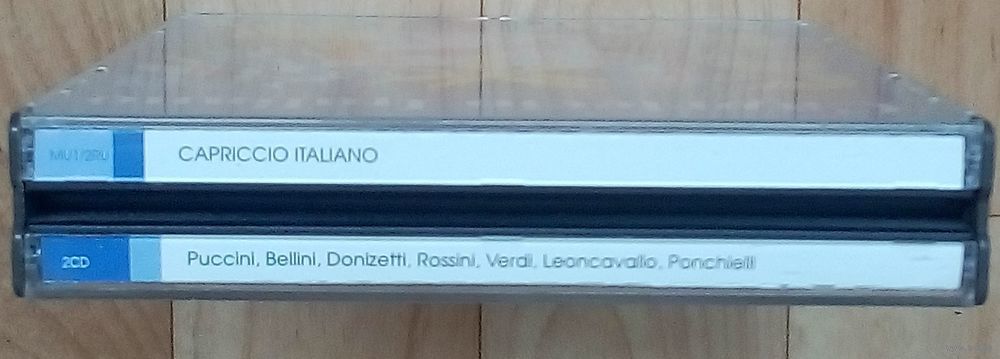 MU1/2RU CAPRICCIO ITALIANO
2CD Puccini, Bellini, Donizetti, Rossini, Verdi, Leoncavallo, Ponchielli